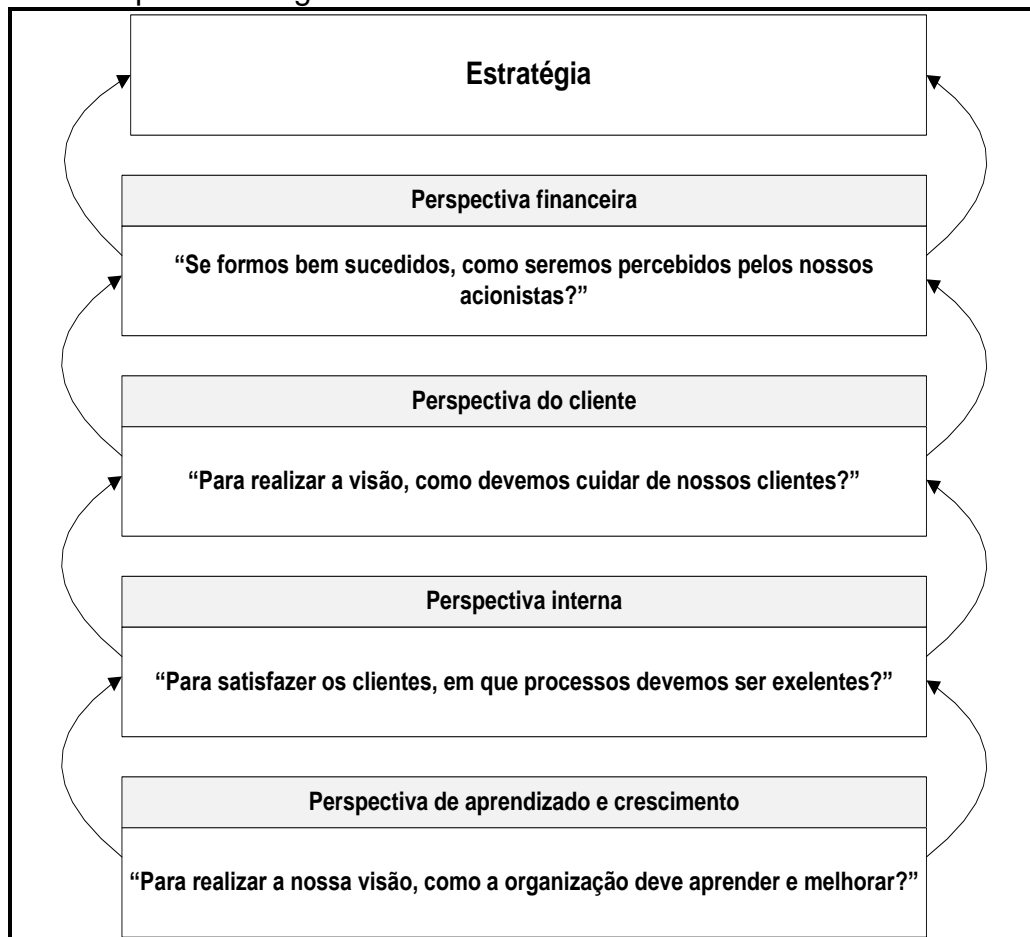 Estratégia
Perspectiva financeira
“Se formos bem sucedidos, como seremos percebidos pelos nossos
acionistas?”
Perspectiva do cliente
“Para realizar a visão, como devemos cuidar de nossos clientes?”
Perspectiva interna
“Para satisfazer os clientes, em que processos devemos ser exelentes?”
Perspectiva de aprendizado e crescimento
“Para realizar a nossa visão, como a organização deve aprender e melhorar?”